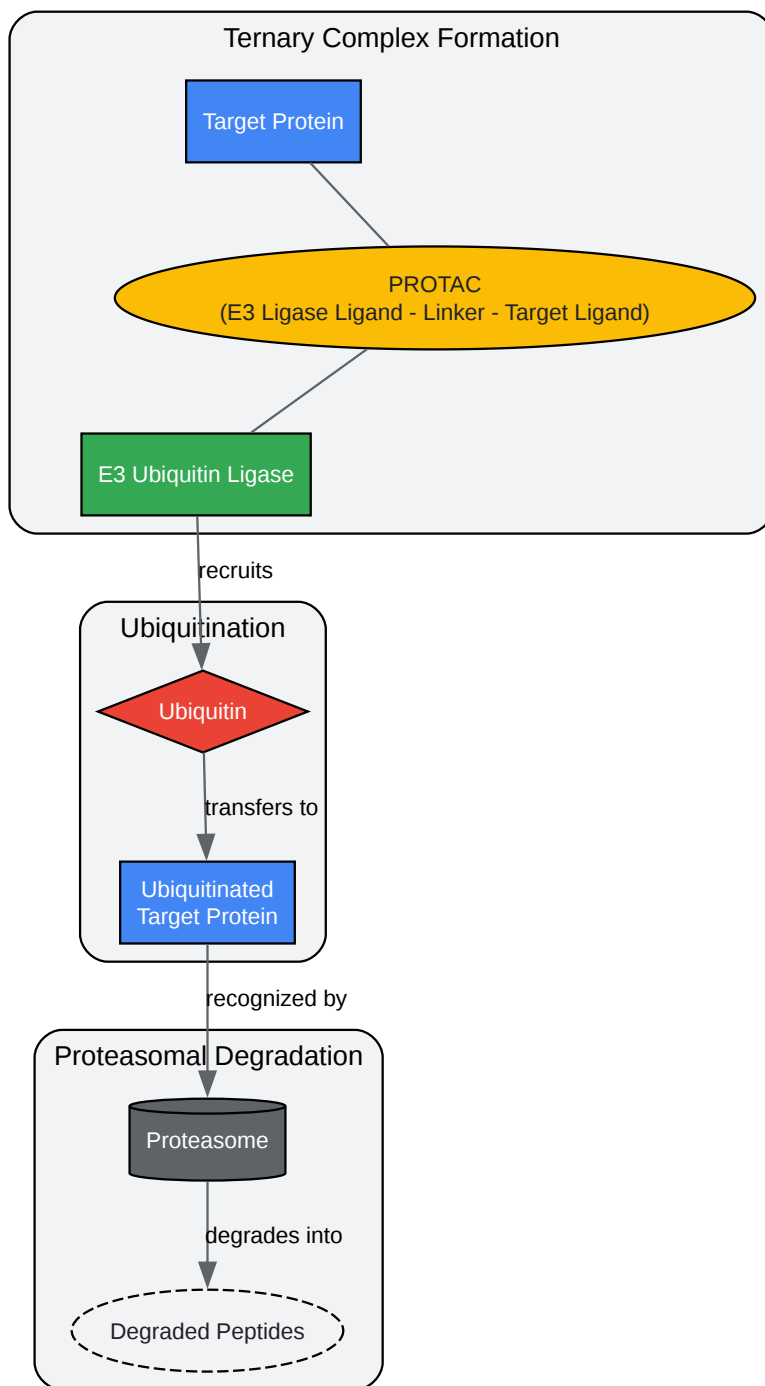 Ternary Complex Formation
Target Protein
PROTAC
(E3 Ligase Ligand - Linker - Target Ligand)
E3 Ubiquitin Ligase
recruits
Ubiquitination
Ubiquitin
transfers to
Ubiquitinated
Target Protein
recognized by
Proteasomal Degradation
Proteasome
degrades into
Degraded Peptides